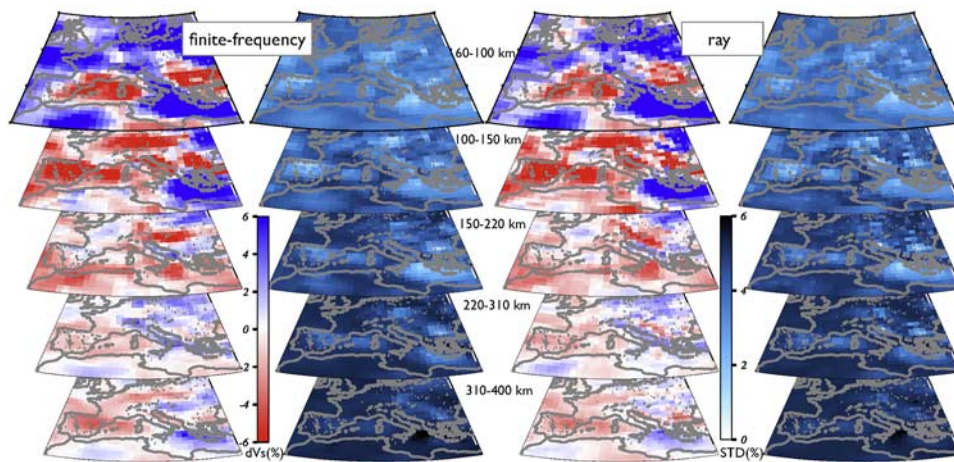 finite-frequency
ray
60-100 km
100-150 km
150-220 km
220-310 km
310-400 km
6
4
2
0
-2
-4
-6
dVs(%)
6
4
2
0
STD(%)